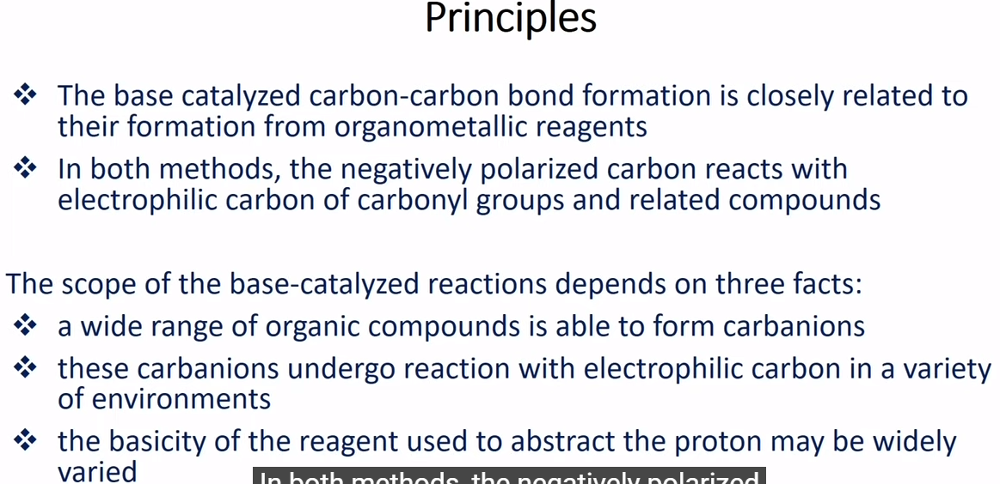 Principles
❖ The base catalyzed carbon-carbon bond formation is closely related to
their formation from organometallic reagents
❖ In both methods, the negatively polarized carbon reacts with
electrophilic carbon of carbonyl groups and related compounds
The scope of the base-catalyzed reactions depends on three facts:
❖ a wide range of organic compounds is able to form carbanions
❖ these carbanions undergo reaction with electrophilic carbon in a variety
of environments
❖ the basicity of the reagent used to abstract the proton may be widely
varied
In both methods, the negatively polarized